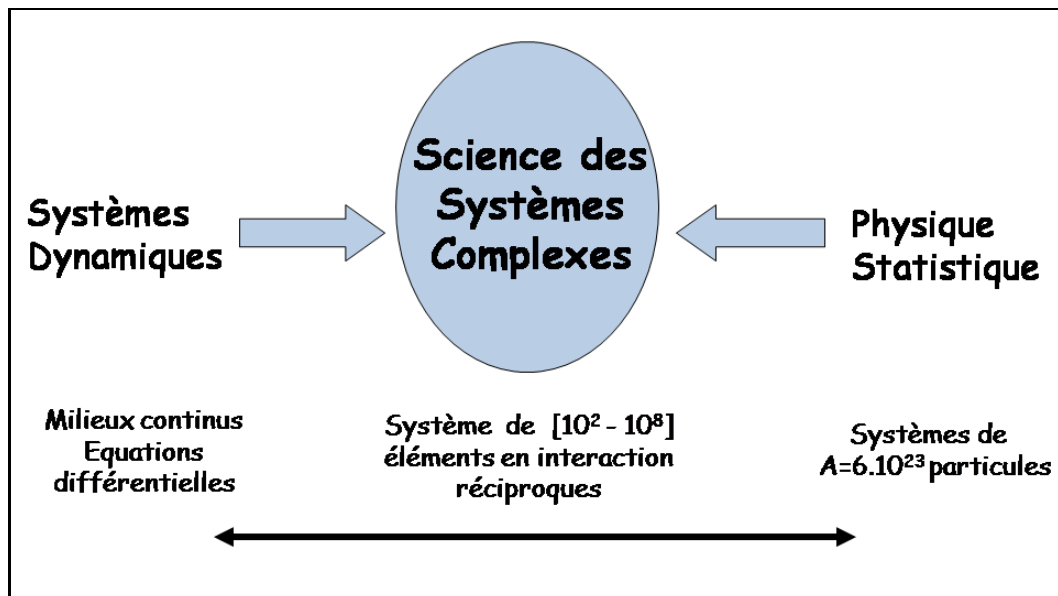 Science des
Systèmes
Complexes
Systèmes
Dynamiques
Physique
Statistique
Milieux continus
Equations
différentielles
Système de [10² - 10⁸]
éléments en interaction
réciproques
Systèmes de
A=6.10²³ particules